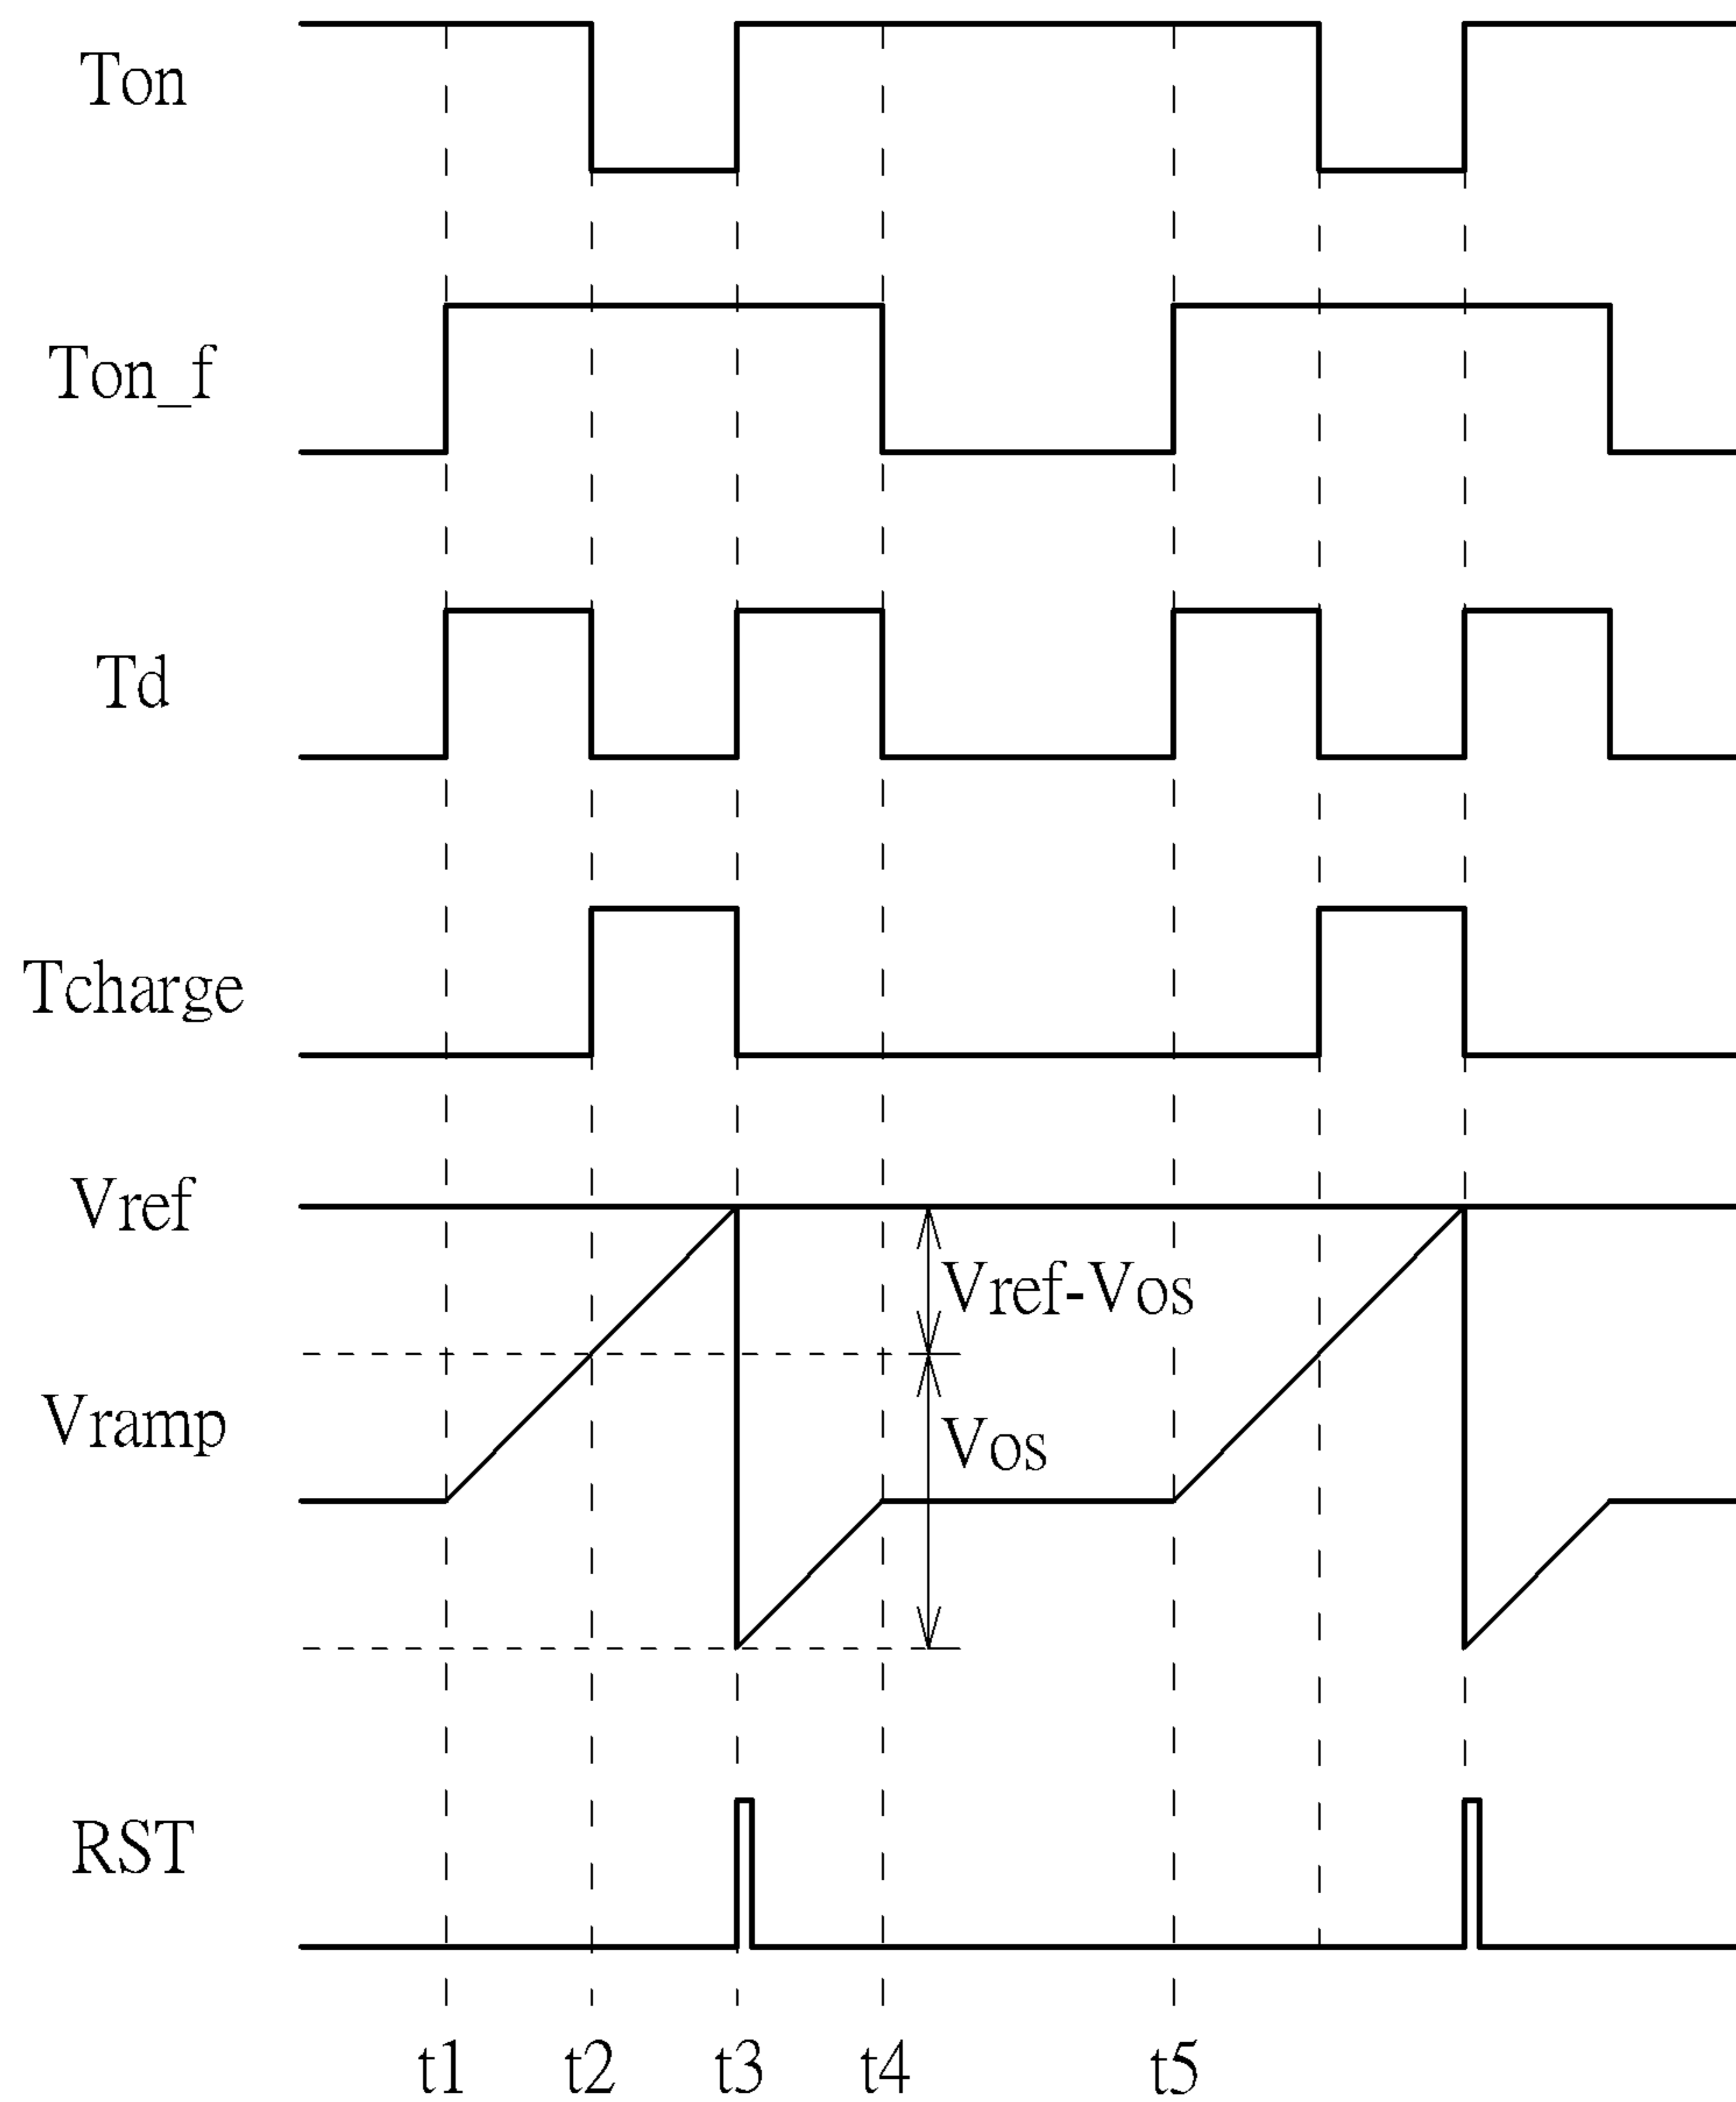 Ton
Ton_f
Td
Tcharge
Vref
Vref-Vos
Vramp
Vos
RST
t1 t2 t3 t4 t5